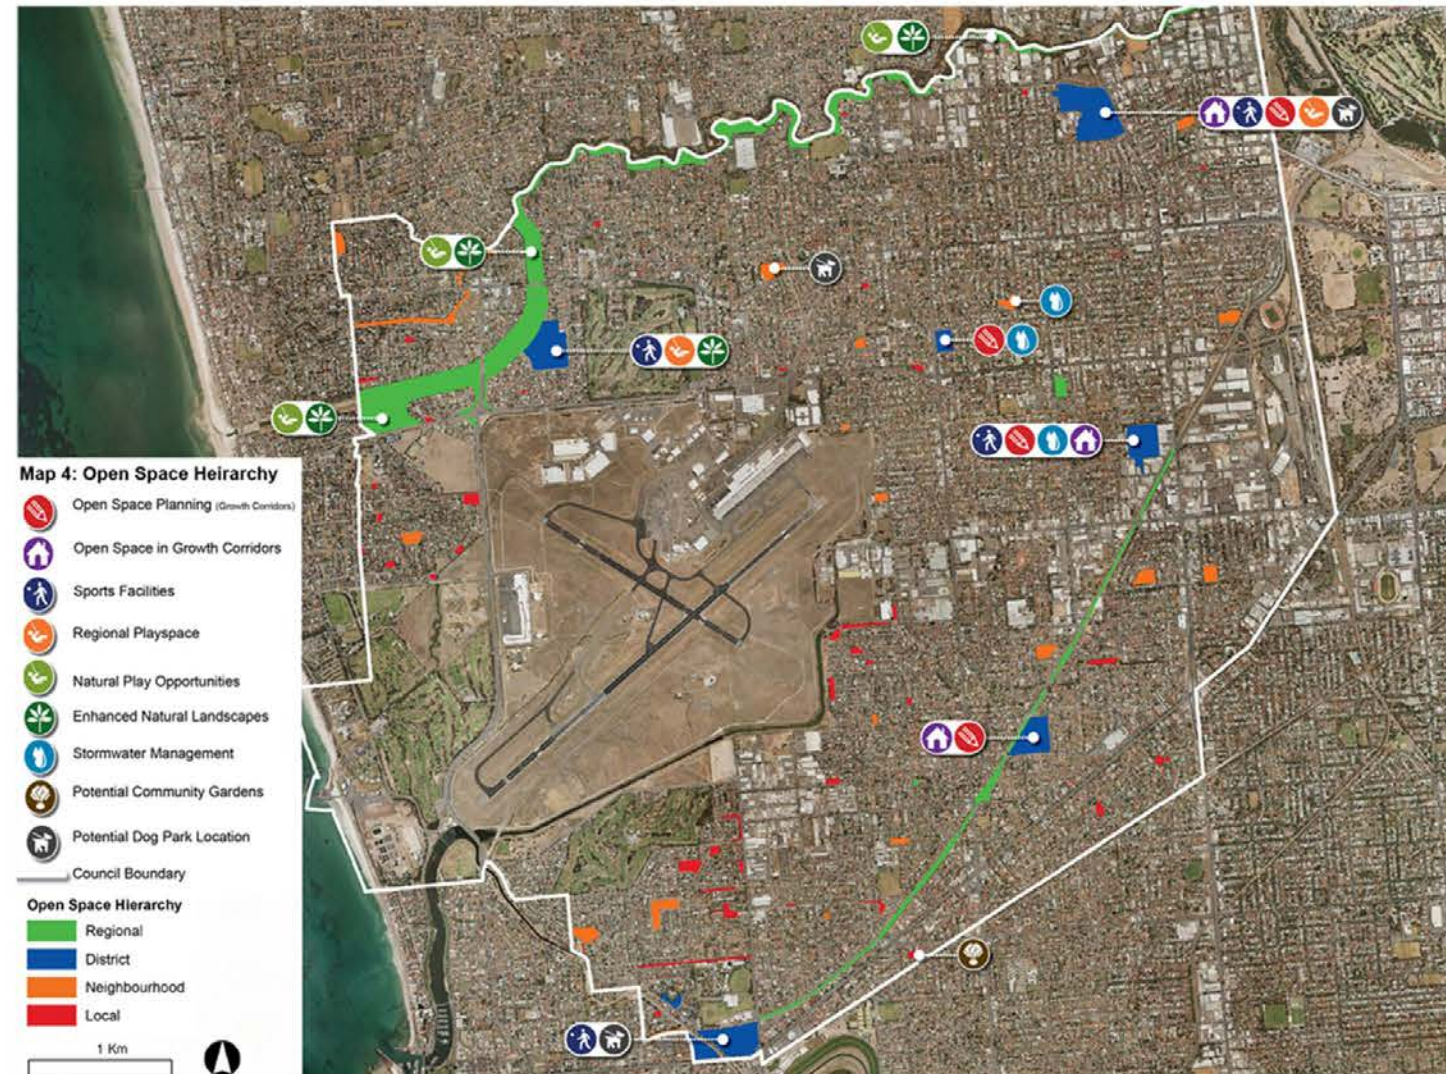 Map 4: Open Space Heirarchy
Open Space Planning (Growth Corridors)
Open Space in Growth Corridors
Sports Facilities
Regional Playspace
Natural Play Opportunities
Enhanced Natural Landscapes
Stormwater Management
Potential Community Gardens
Potential Dog Park Location
Council Boundary
Open Space Hierarchy
Regional
District
Neighbourhood
Local
1 Km